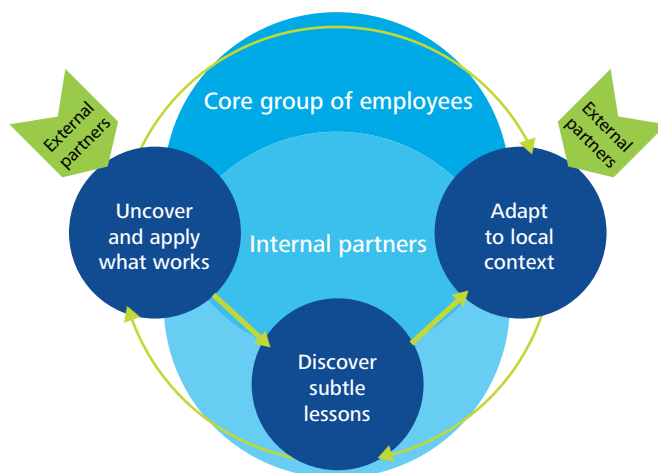 Core group of employees
External
partners
External
partners
Uncover
and apply
what works
Internal partners
Adapt
to local
context
Discover
subtle
lessons